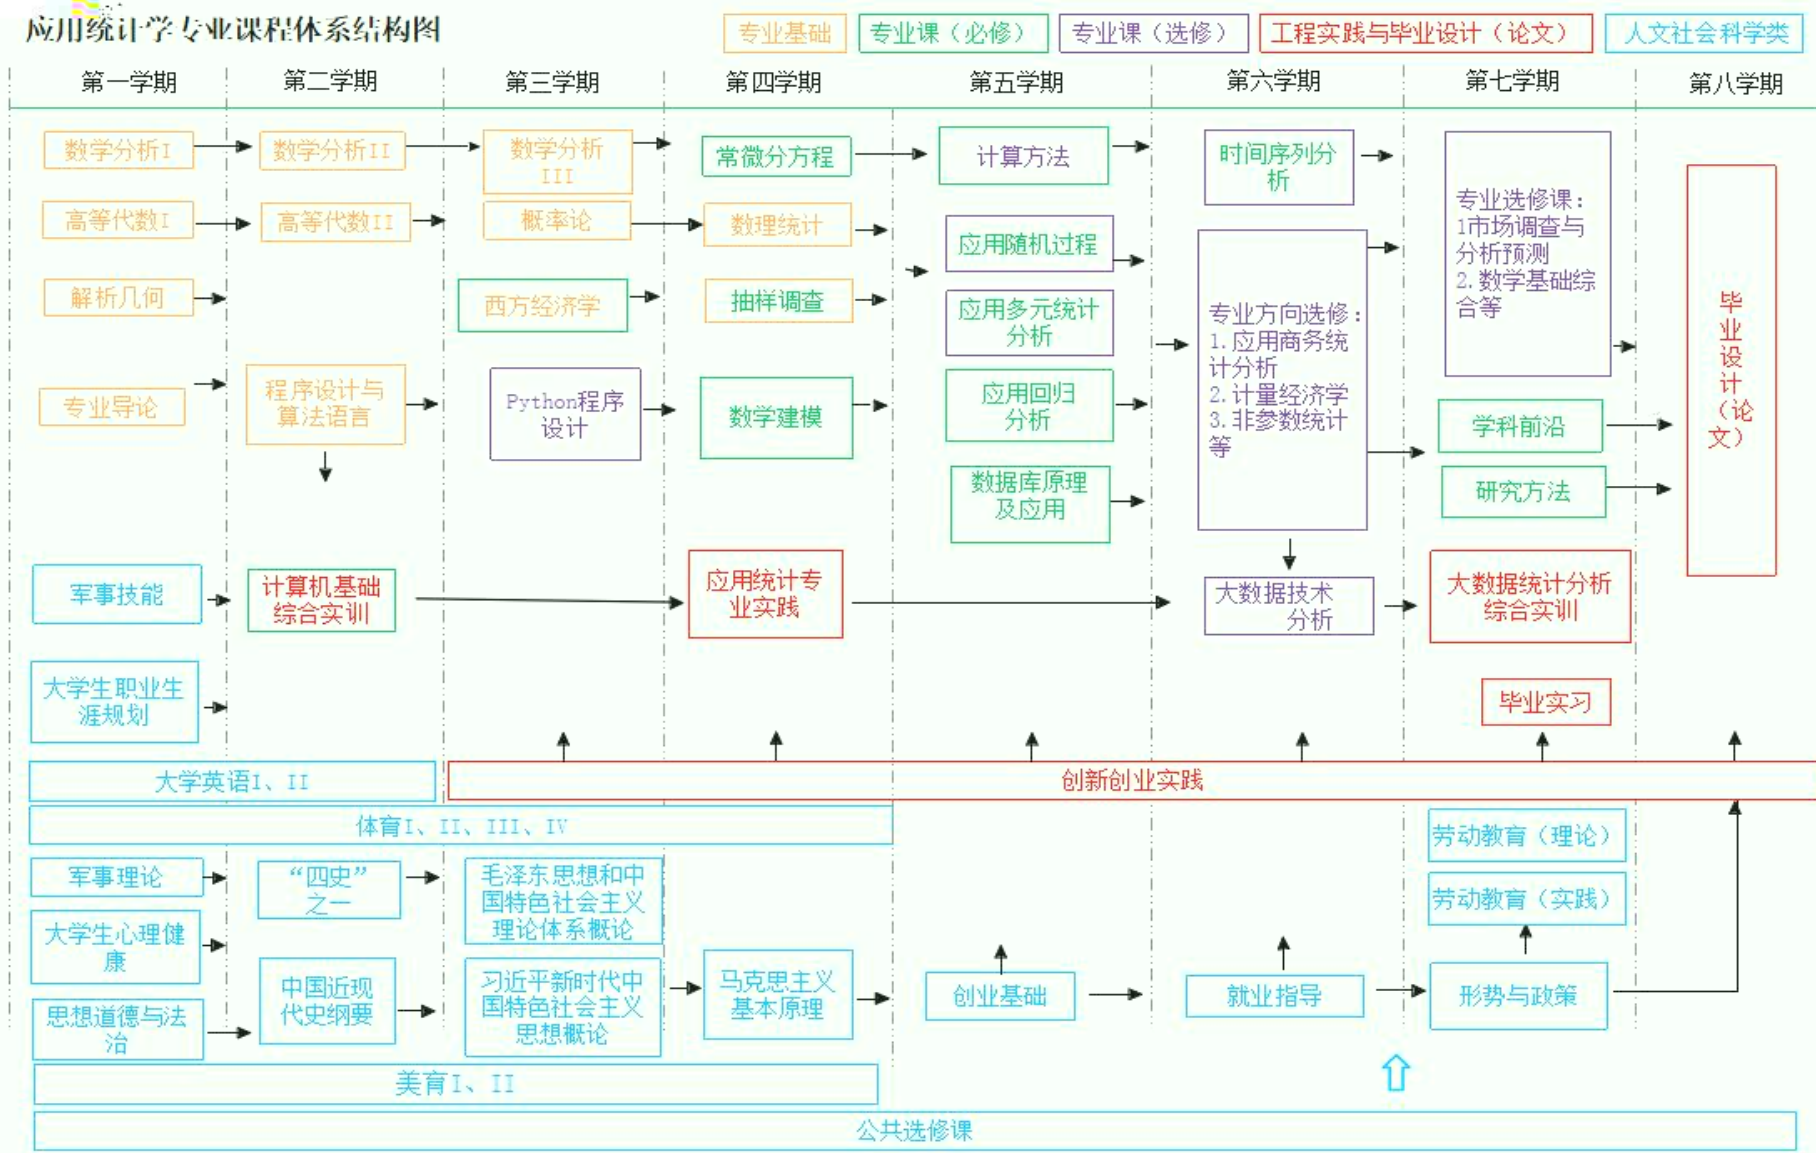 应用统计学专业课程体系结构图
专业基础
专业课（必修）
专业课（选修）
工程实践与毕业设计（论文）
人文社会科学类
第一学期
第二学期
第三学期
第四学期
第五学期
第六学期
第七学期
第八学期
数学分析I
数学分析II
数学分析
III
常微分方程
计算方法
时间序列分
析
高等代数I
高等代数II
概率论
数理统计
应用随机过程
专业选修课：
1市场调查与
分析预测
2.数学基础综
合等
解析几何
西方经济学
抽样调查
应用多元统计
分析
专业方向选修：
1.应用商务统
计分析
2.计量经济学
3.非参数统计
等
毕
业
设
计
（论
文）
专业导论
程序设计与
算法语言
Python程序
设计
数学建模
应用回归
分析
学科前沿
数据库原理
及应用
研究方法
军事技能
计算机基础
综合实训
应用统计专
业实践
大数据技术
分析
大数据统计分析
综合实训
大学生职业生
涯规划
毕业实习
大学英语I、II
创新创业实践
体育I、II、III、IV
劳动教育（理论）
军事理论
“四史”
之一
毛泽东思想和中
国特色社会主义
理论体系概论
劳动教育（实践）
大学生心理健
康
中国近现
代史纲要
习近平新时代中
国特色社会主义
思想概论
马克思主义
基本原理
创业基础
就业指导
形势与政策
思想道德与法
治
美育I、II
公共选修课